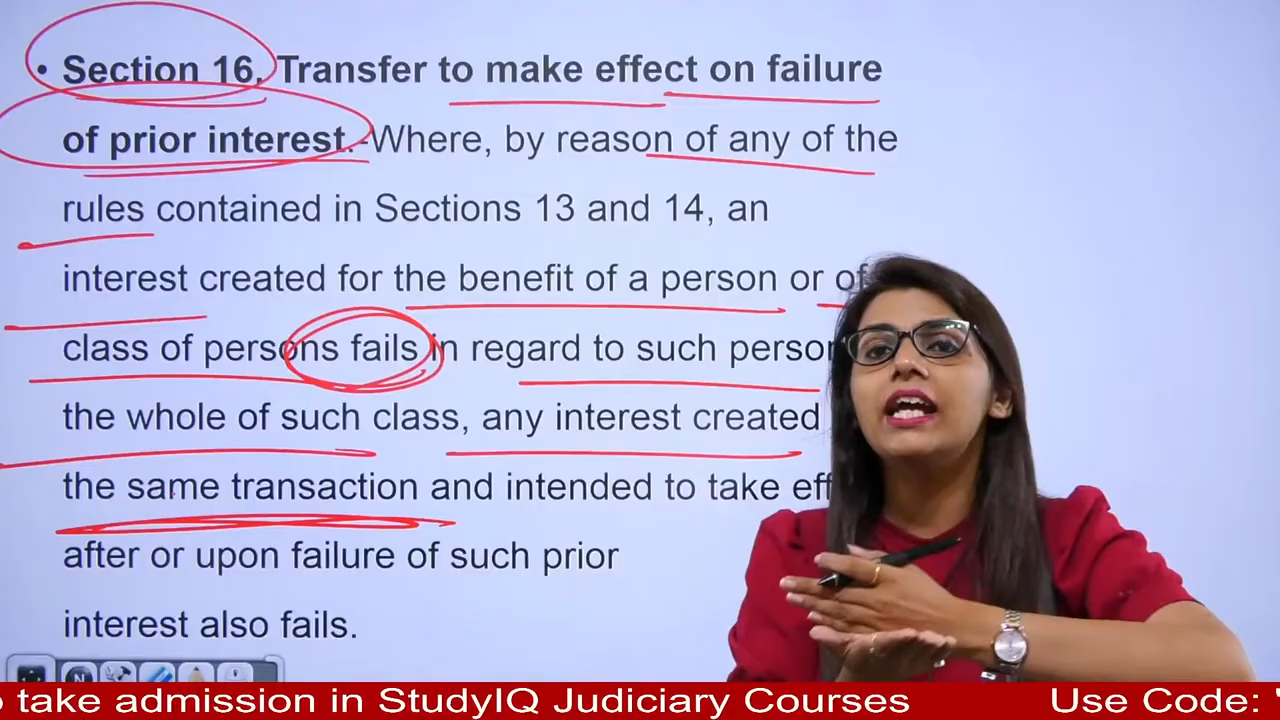 • Section 16. Transfer to make effect on failure
of prior interest.-Where, by reason of any of the
rules contained in Sections 13 and 14, an
interest created for the benefit of a person or of
class of persons fails in regard to such person
the whole of such class, any interest created
the same transaction and intended to take eff
after or upon failure of such prior
interest also fails.
take admission in StudyIQ Judiciary Courses Use Code: